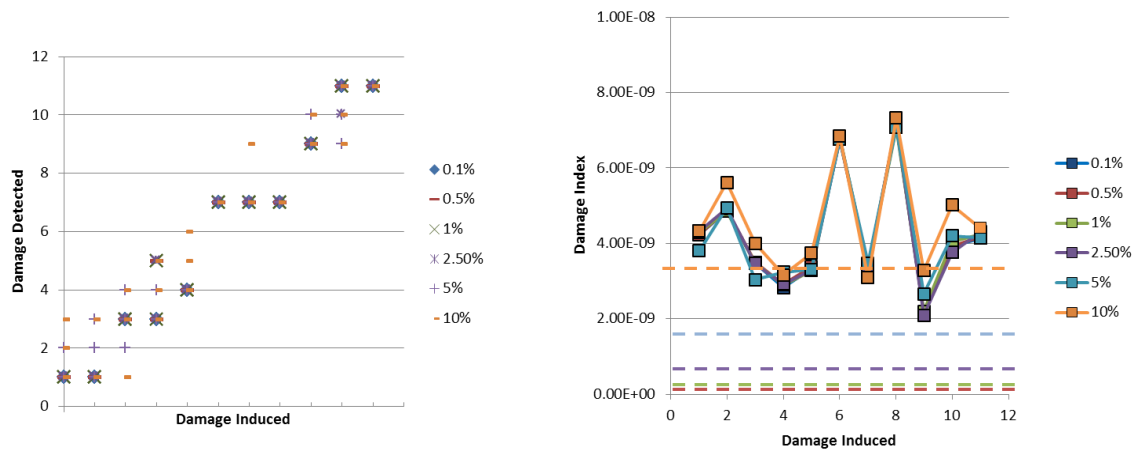 12
10
8
6
4
2
0
Damage Detected
Damage Induced
0.1%
0.5%
1%
2.50%
5%
10%
1.00E-08
8.00E-09
6.00E-09
4.00E-09
2.00E-09
0.00E+00
Damage Index
0 2 4 6 8 10 12
Damage Induced
0.1%
0.5%
1%
2.50%
5%
10%